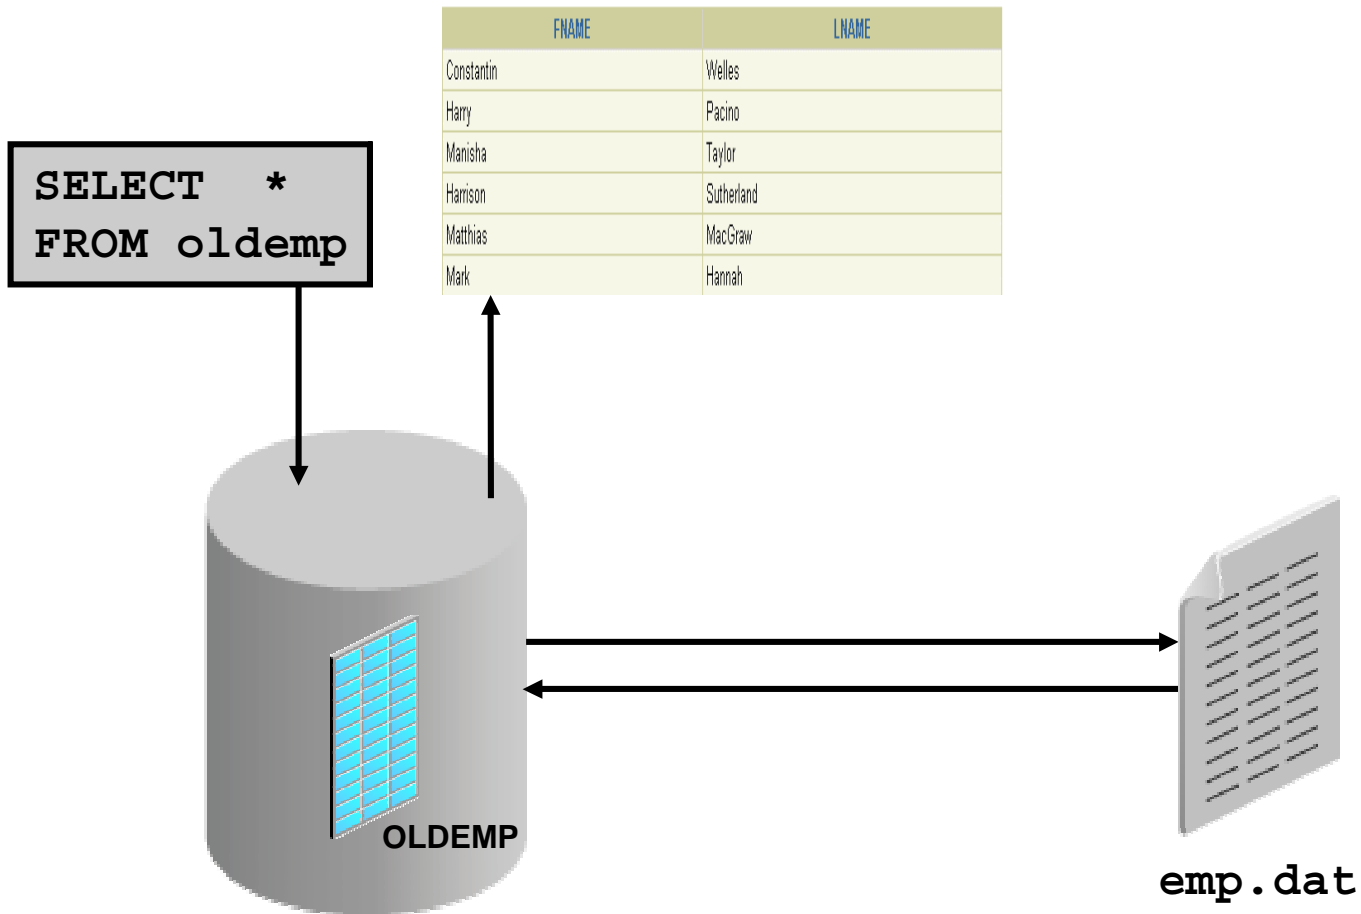 FNAME LNAME
Constantin Welles
Harry Pacino
Manisha Taylor
Harrison Sutherland
Matthias MacGraw
Mark Hannah
SELECT *
FROM oldemp
OLDEMP
emp.dat